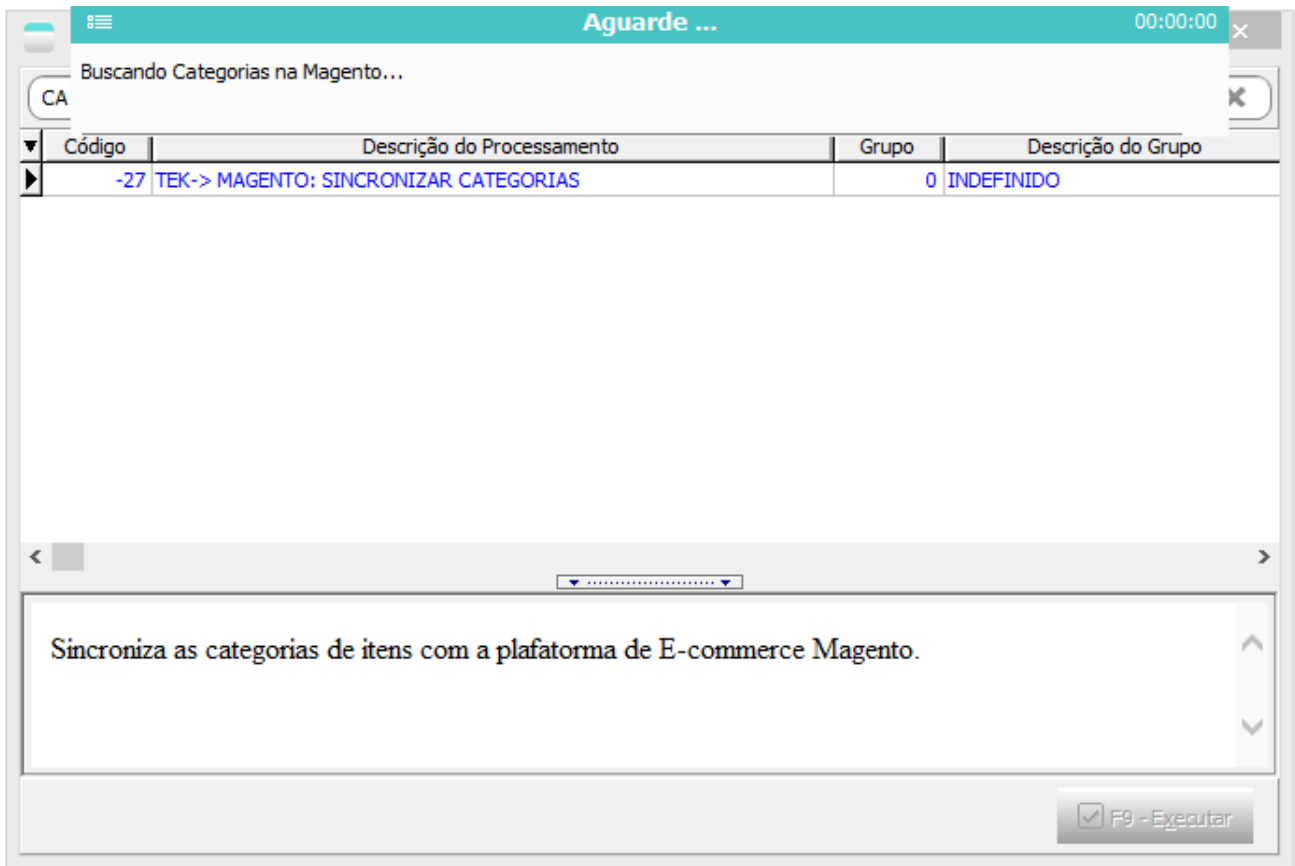 Aguarde ... 00:00:00
Buscando Categorias na Magento...
CA
Código Descrição do Processamento Grupo Descrição do Grupo
-27 TEK-> MAGENTO: SINCRONIZAR CATEGORIAS 0 INDEFINIDO
Sincroniza as categorias de itens com a plafatorma de E-commerce Magento.
F9 - Executar